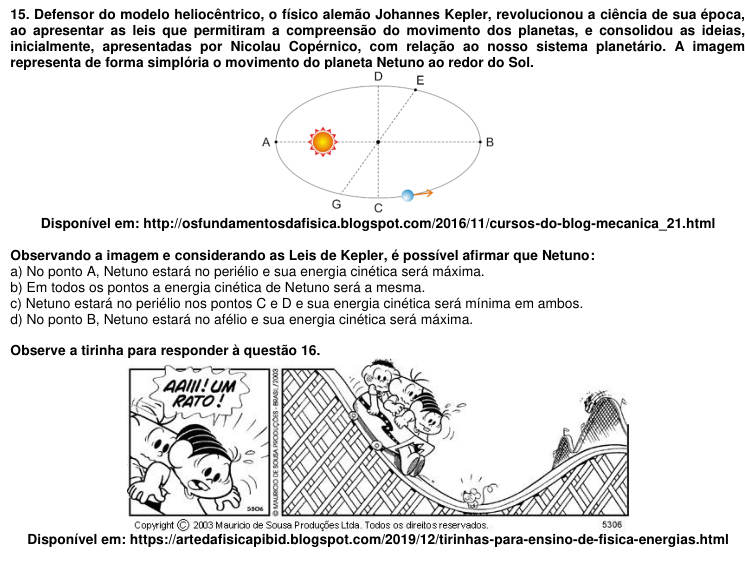 15. Defensor do modelo heliocêntrico, o físico alemão Johannes Kepler, revolucionou a ciência de sua época,
ao apresentar as leis que permitiram a compreensão do movimento dos planetas, e consolidou as ideias,
inicialmente, apresentadas por Nicolau Copérnico, com relação ao nosso sistema planetário. A imagem
representa de forma simplória o movimento do planeta Netuno ao redor do Sol.
D
E
A
B
G
C
Disponível em: http://osfundamentosdafisica.blogspot.com/2016/11/cursos-do-blog-mecanica_21.html
Observando a imagem e considerando as Leis de Kepler, é possível afirmar que Netuno:
a) No ponto A, Netuno estará no periélio e sua energia cinética será máxima.
b) Em todos os pontos a energia cinética de Netuno será a mesma.
c) Netuno estará no periélio nos pontos C e D e sua energia cinética será mínima em ambos.
d) No ponto B, Netuno estará no afélio e sua energia cinética será máxima.
Observe a tirinha para responder à questão 16.
AAIII! UM
RATO!
© MAURICIO DE SOUSA PRODUÇÕES - BRASIL/2003
5306
Copyright © 2003 Mauricio de Sousa Produções Ltda. Todos os direitos reservados.
5306
Disponível em: https://artedafisicapibid.blogspot.com/2019/12/tirinhas-para-ensino-de-fisica-energias.html